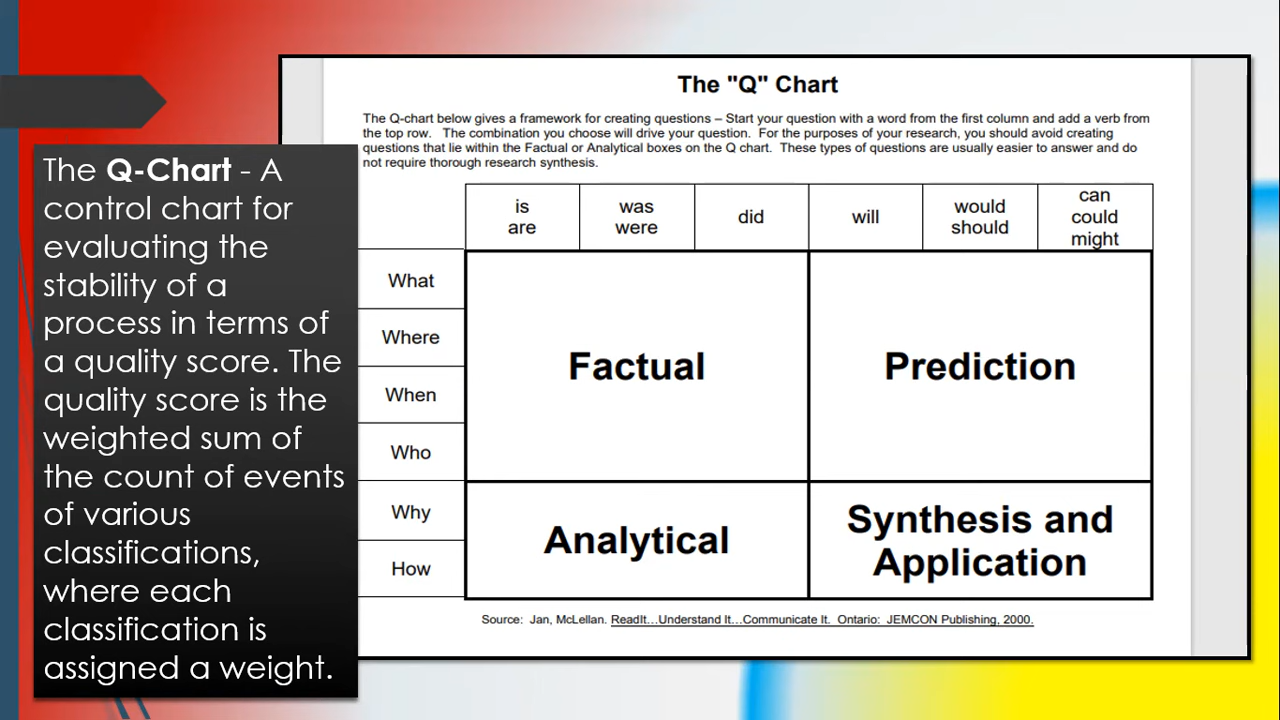 The Q-Chart - A
control chart for
evaluating the
stability of a
process in terms of
a quality score. The
quality score is the
weighted sum of
the count of events
of various
classifications,
where each
classification is
assigned a weight.
The "Q" Chart
The Q-chart below gives a framework for creating questions – Start your question with a word from the first column and add a verb from
the top row. The combination you choose will drive your question. For the purposes of your research, you should avoid creating
questions that lie within the Factual or Analytical boxes on the Q chart. These types of questions are usually easier to answer and do
not require thorough research synthesis.
is
are
was
were
did
will
would
should
can
could
might
What
Where
When
Who
Why
How
Factual
Prediction
Analytical
Synthesis and
Application
Source: Jan, McLellan. ReadIt…Understand It…Communicate It. Ontario: JEMCON Publishing, 2000.